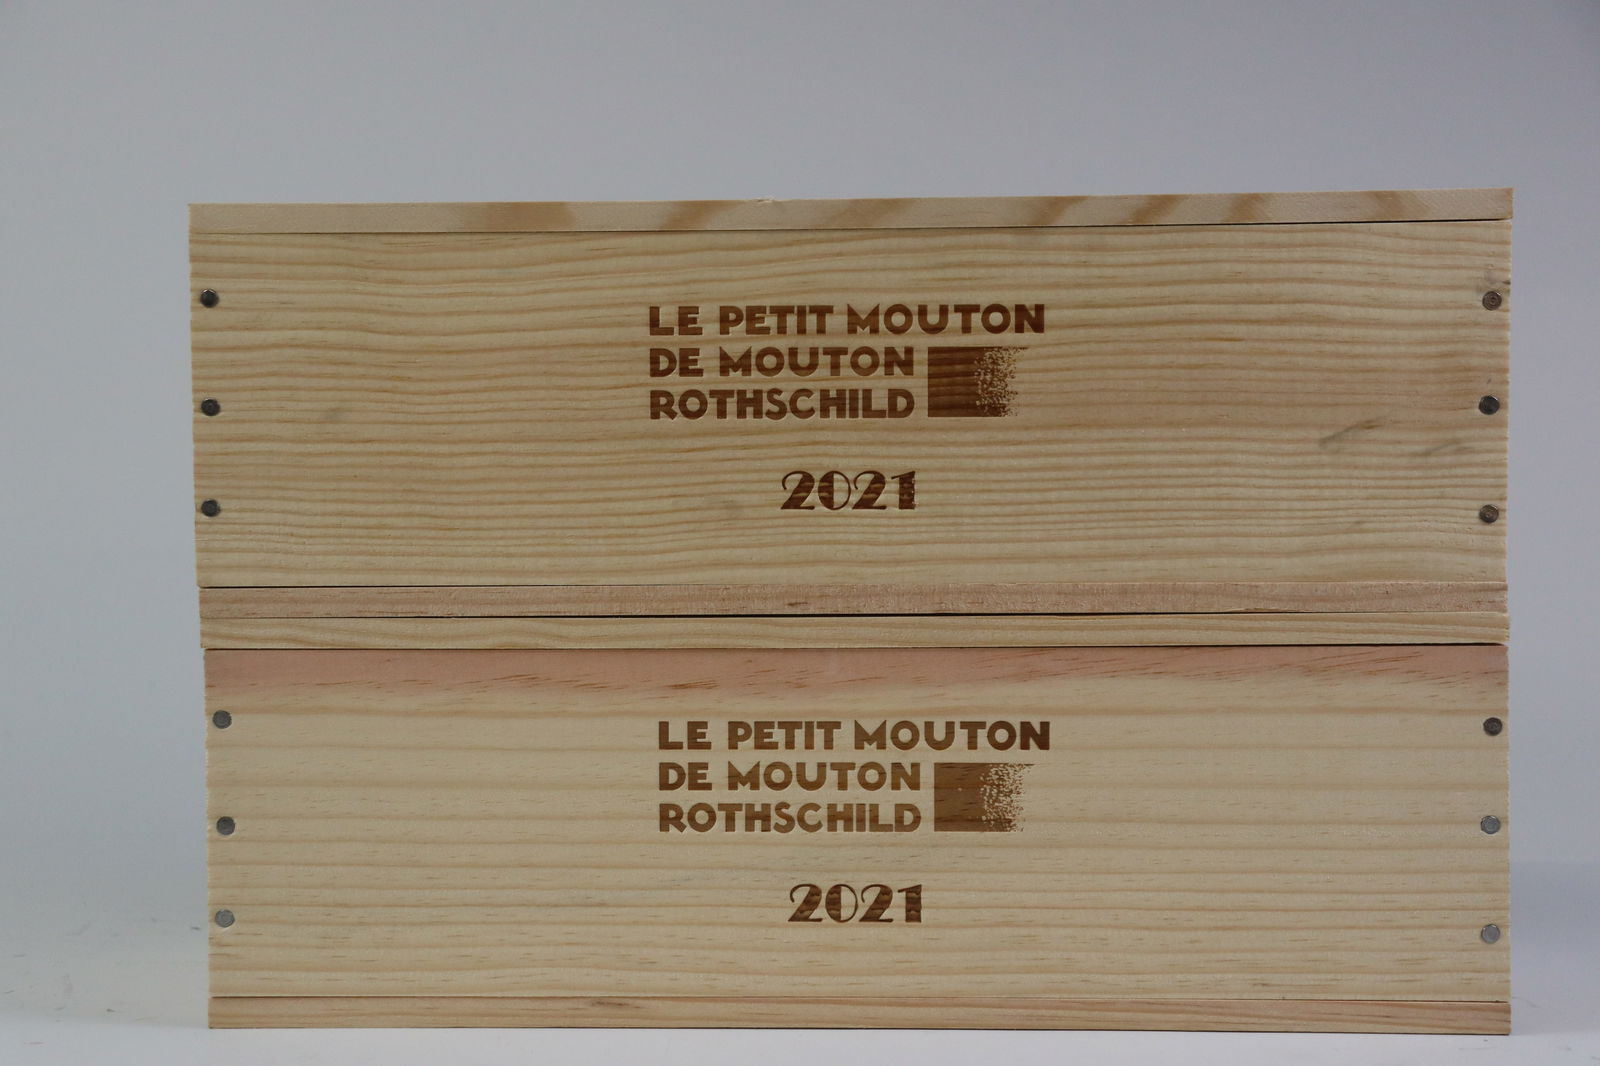 LE PETIT MOUTON
DE MOUTON
ROTHSCHILD
2021
LE PETIT MOUTON
DE MOUTON
ROTHSCHILD
2021